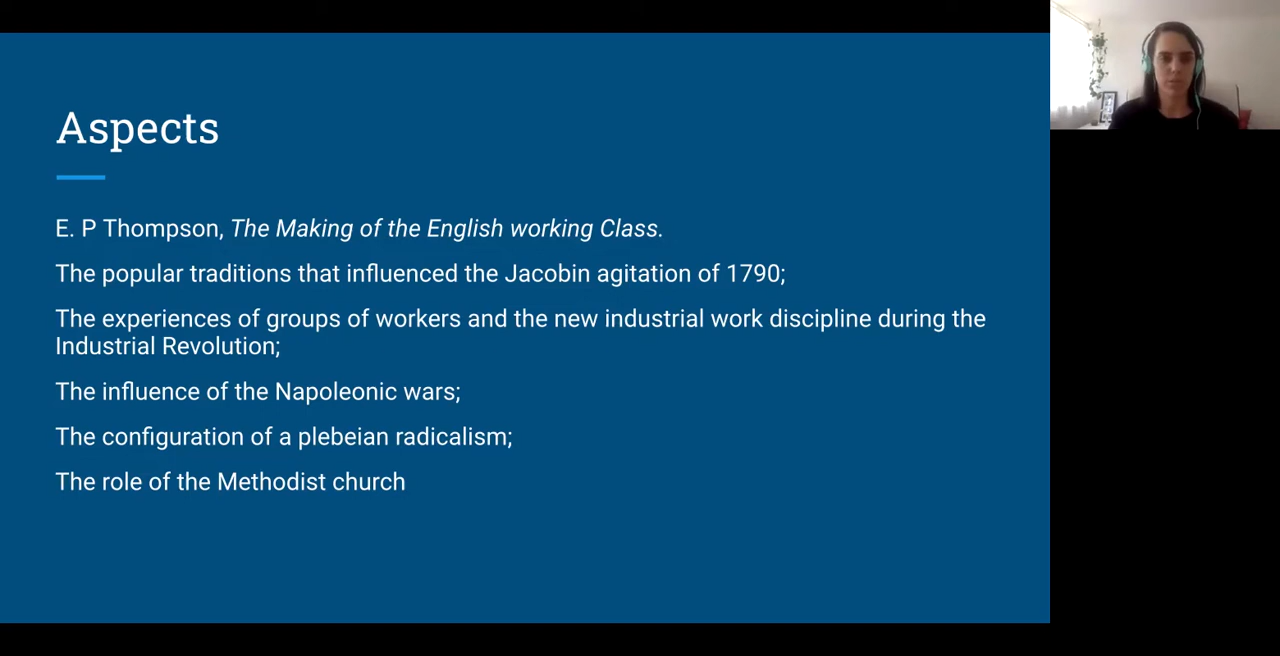 Aspects
E. P Thompson, The Making of the English working Class.
The popular traditions that influenced the Jacobin agitation of 1790;
The experiences of groups of workers and the new industrial work discipline during the
Industrial Revolution;
The influence of the Napoleonic wars;
The configuration of a plebeian radicalism;
The role of the Methodist church